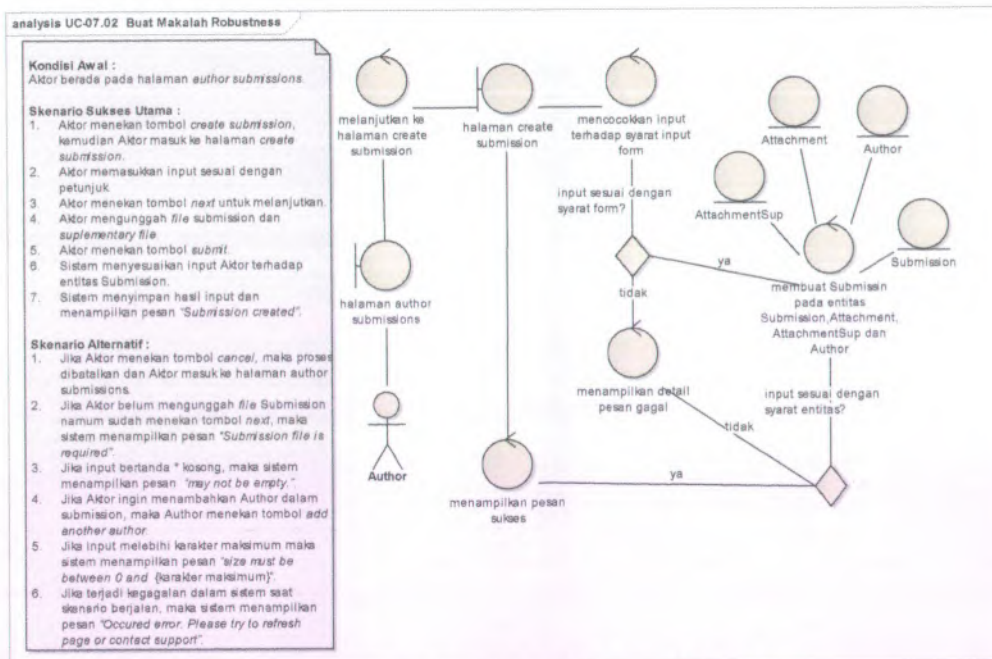 analysis UC-07.02 Buat Makalah Robustness
Kondisi Awal :
Aktor berada pada halaman author submissions.
Skenario Sukses Utama :
1. Aktor menekan tombol create submission,
kemudian Aktor masuk ke halaman create
submission.
2. Aktor memasukkan input sesuai dengan
petunjuk.
3. Aktor menekan tombol next untuk melanjutkan.
4. Aktor mengunggah file submission dan
suplementary file.
5. Aktor menekan tombol submit.
6. Sistem menyesuaikan input Aktor terhadap
entitas Submission.
7. Sistem menyimpan hasil input dan
menampilkan pesan "Submission created".
Skenario Alternatif :
1. Jika Aktor menekan tombol cancel, maka proses
dibatalkan dan Aktor masuk ke halaman author
submissions.
2. Jika Aktor belum mengunggah file Submission
namum sudah menekan tombol next, maka
sistem menampilkan pesan "Submission file is
required".
3. Jika input bertanda * kosong, maka sistem
menampilkan pesan "may not be empty.".
4. Jika Aktor ingin menambahkan Author dalam
submission, maka Author menekan tombol add
another author.
5. Jika input melebihi karakter maksimum maka
sistem menampilkan pesan "size must be
between 0 and {karakter maksimum}".
6. Jika terjadi kegagalan dalam sistem saat
skenario berjalan, maka sistem menampilkan
pesan "Occured error. Please try to refresh
page or contact support".
melanjutkan ke
halaman create
submission
halaman create
submission
mencocokkan input
terhadap syarat input
form
Attachment
Author
input sesuai dengan
syarat form?
AttachmentSup
Submission
ya
halaman author
submissions
tidak
membuat Submissin
pada entitas
Submission,Attachment,
AttachmentSup dan
Author
menampilkan detail
pesan gagal
input sesuai dengan
syarat entitas?
tidak
Author
ya
menampilkan pesan
sukses